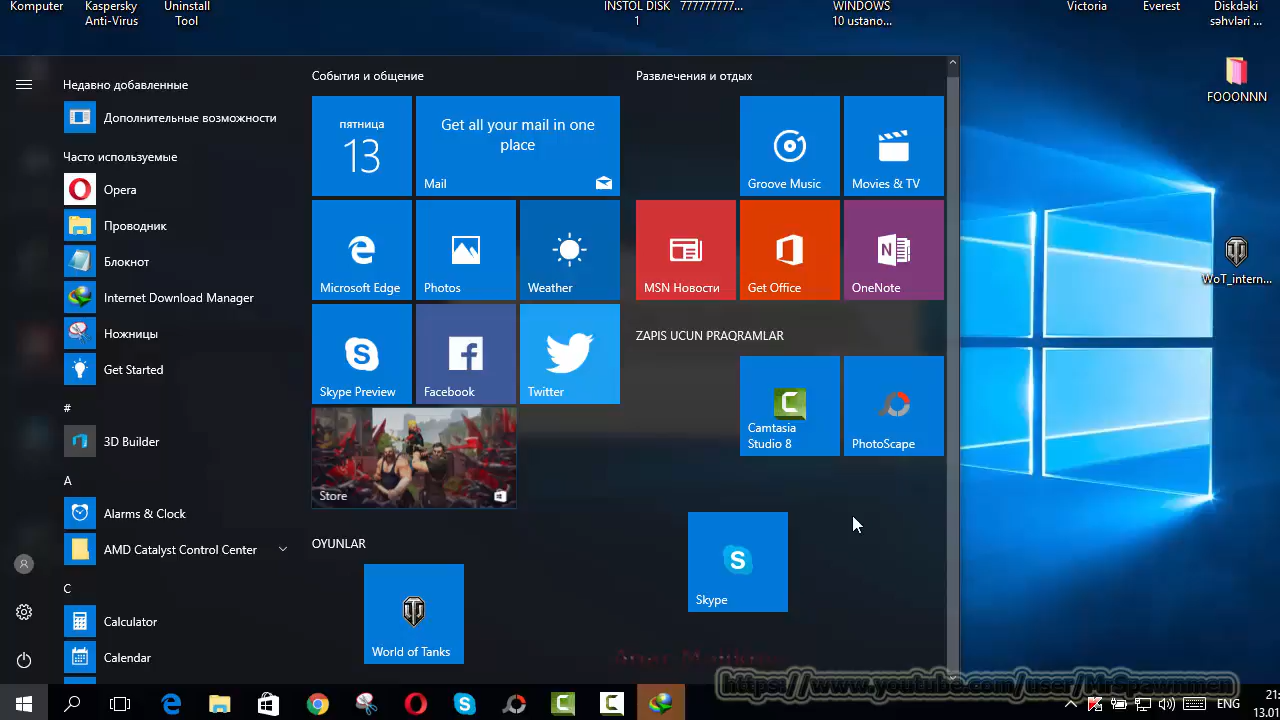 Komputer
Kaspersky
Anti-Virus
Uninstall
Tool
INSTOL DISK
1
777777777...
WINDOWS
10 ustano...
Victoria
Everest
Diskdəki
səhvləri ...
FOOONNN
WoT_intern...
Недавно добавленные
Дополнительные возможности
Часто используемые
Opera
Проводник
Блокнот
Internet Download Manager
Ножницы
Get Started
#
3D Builder
A
Alarms & Clock
AMD Catalyst Control Center
C
Calculator
Calendar
События и общение
пятница
13
Get all your mail in one
place
Mail
Microsoft Edge
Photos
Weather
Skype Preview
Facebook
Twitter
Store
OYUNLAR
World of Tanks
Развлечения и отдых
Groove Music
Movies & TV
MSN Новости
Get Office
OneNote
ZAPIS UCUN PRAQRAMLAR
Camtasia
Studio 8
PhotoScape
Skype
https://www.youtube.com/user/MrSpawnmen
ENG
21:
13.01